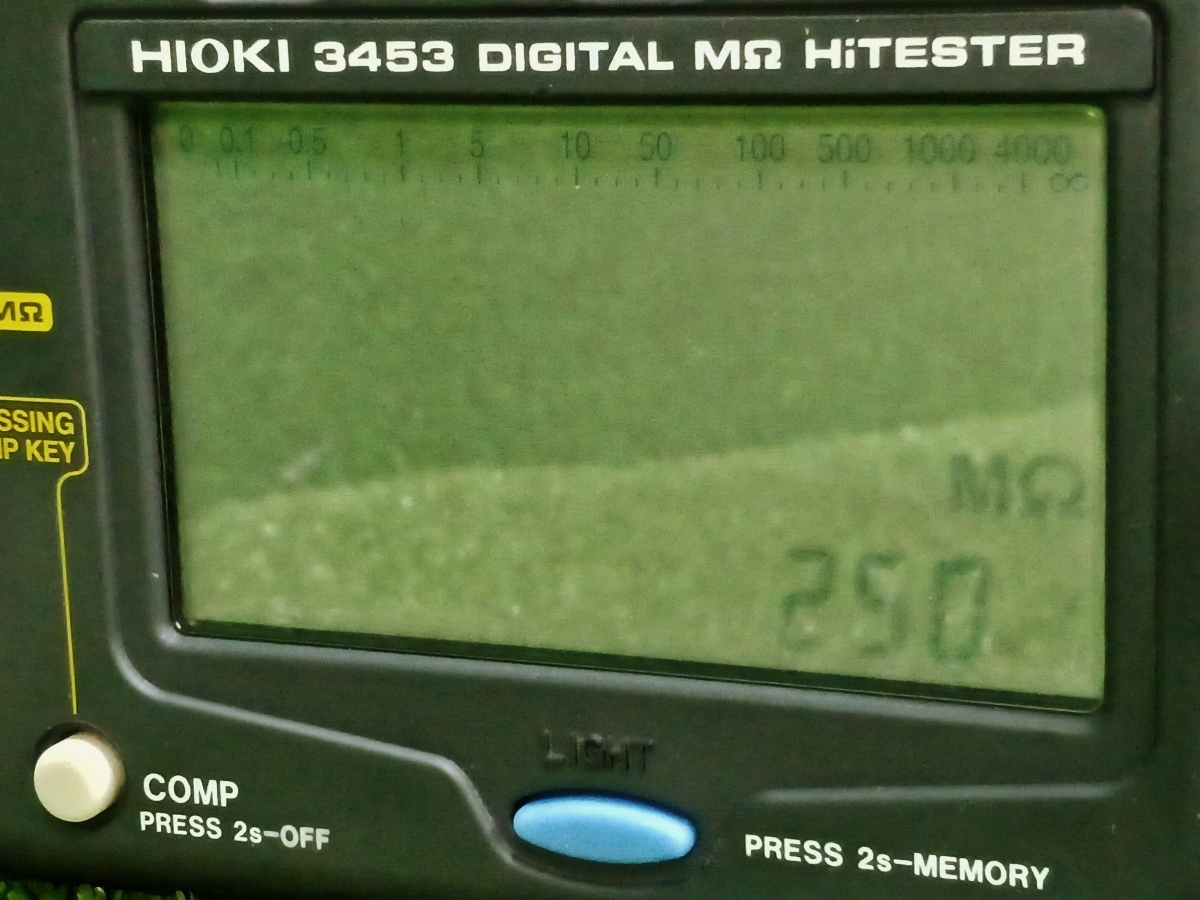 HIOKI 3453 DIGITAL MΩ HiTESTER
0 0.1 0.5 1 5 10 50 100 500 1000 4000
∞
MΩ
SSING
P KEY
MΩ
LIGHT
COMP
PRESS 2s-OFF
PRESS 2s-MEMORY